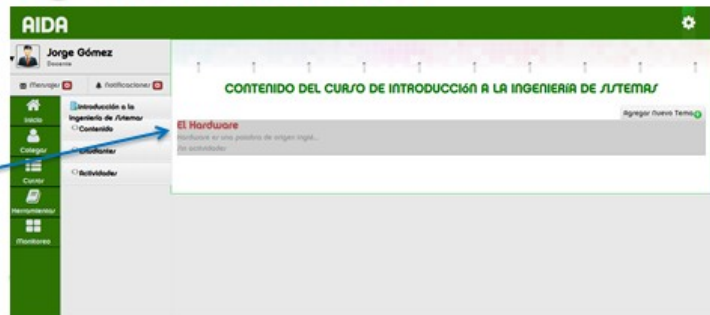 AIDA
Jorge Gómez
Docente
Mensajes
Notificaciones
Inicio
Colegas
Cursos
Herramientas
Monitoreo
Introducción a la
Ingeniería de Sistemas
Contenido
Estudiantes
Actividades
CONTENIDO DEL CURSO DE INTRODUCCIÓN A LA INGENIERÍA DE SISTEMAS
Agregar Nuevo Tema
El Hardware
Hardware es una palabra de origen inglé...
Sin actividades